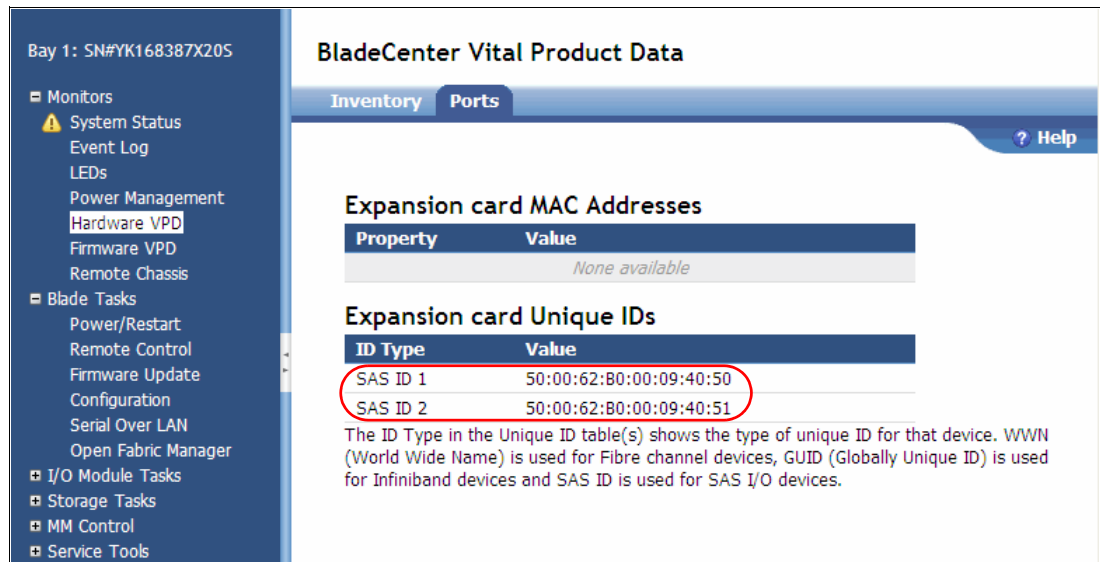 Bay 1: SN#YK168387X20S
Monitors
System Status
Event Log
LEDs
Power Management
Hardware VPD
Firmware VPD
Remote Chassis
Blade Tasks
Power/Restart
Remote Control
Firmware Update
Configuration
Serial Over LAN
Open Fabric Manager
I/O Module Tasks
Storage Tasks
MM Control
Service Tools
BladeCenter Vital Product Data
Inventory Ports
? Help
Expansion card MAC Addresses
Property Value
None available
Expansion card Unique IDs
ID Type Value
SAS ID 1 50:00:62:B0:00:09:40:50
SAS ID 2 50:00:62:B0:00:09:40:51
The ID Type in the Unique ID table(s) shows the type of unique ID for that device. WWN
(World Wide Name) is used for Fibre channel devices, GUID (Globally Unique ID) is used
for Infiniband devices and SAS ID is used for SAS I/O devices.